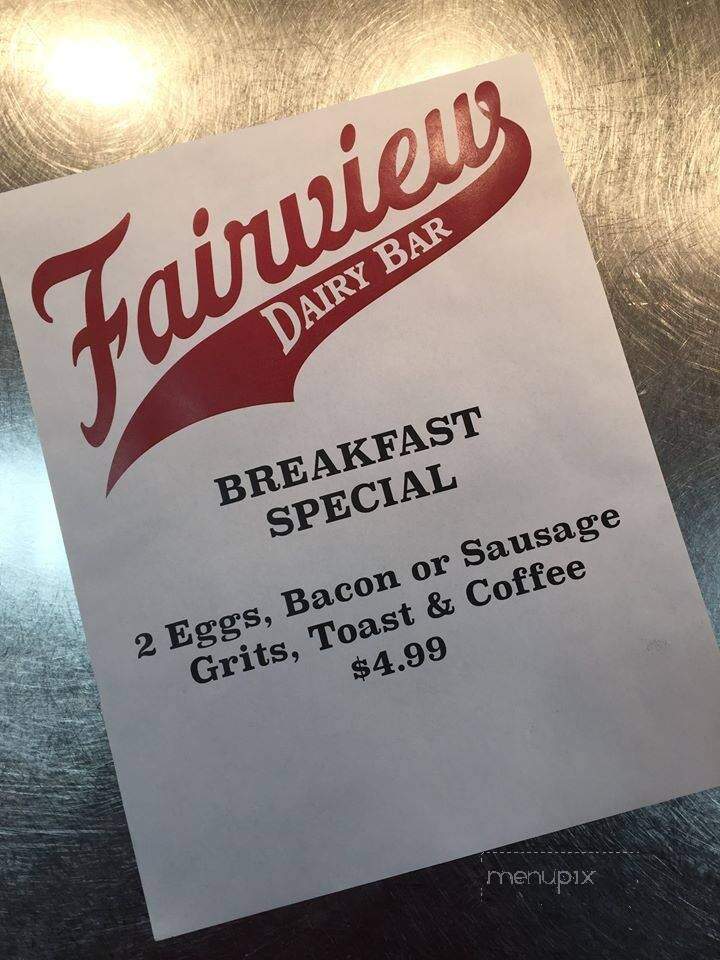 Fairview
DAIRY BAR
BREAKFAST
SPECIAL
2 Eggs, Bacon or Sausage
Grits, Toast & Coffee
$4.99
menupix